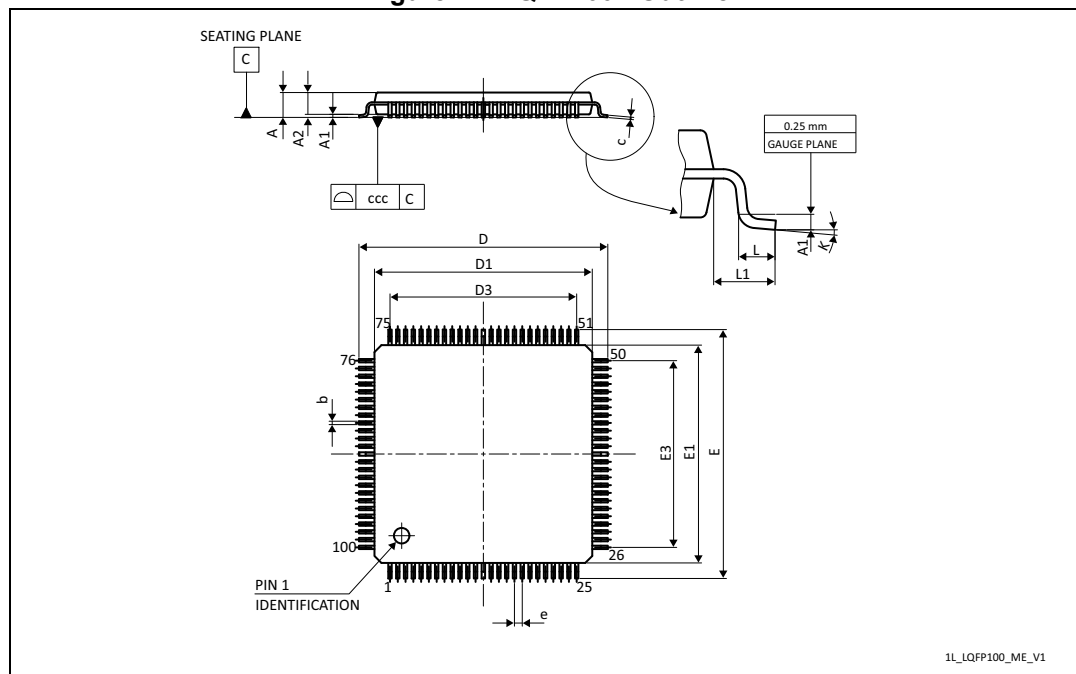 SEATING PLANE
C
A
A2
A1
c
0.25 mm
GAUGE PLANE
ccc C
A1
K
L
L1
D
D1
D3
75
51
76
50
b
E3
E1
E
100
26
PIN 1
IDENTIFICATION
1
25
e
1L_LQFP100_ME_V1